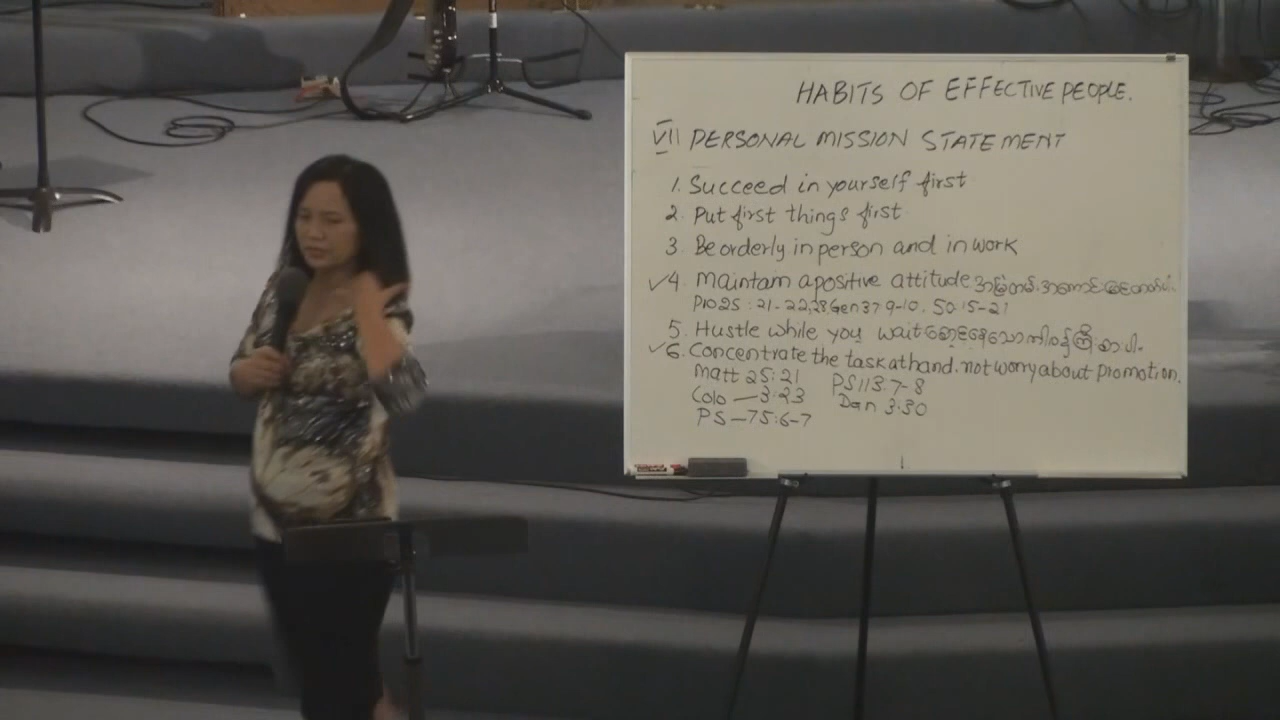 HABITS OF EFFECTIVE PEOPLE.
VII PERSONAL MISSION STATEMENT
1. Succeed in yourself first
2. Put first things first
3. Be orderly in person and in work
✓4. Maintain a positive attitude
Pro 25 : 21-22,28, Gen 37 9-10. 50:15-21
5. Hustle while you wait
✓6. Concentrate the task at hand. not worry about promotion.
Matt 25:21 PS 113:7-8
Colo — 3:23 Dan 3:30
PS — 75:6-7